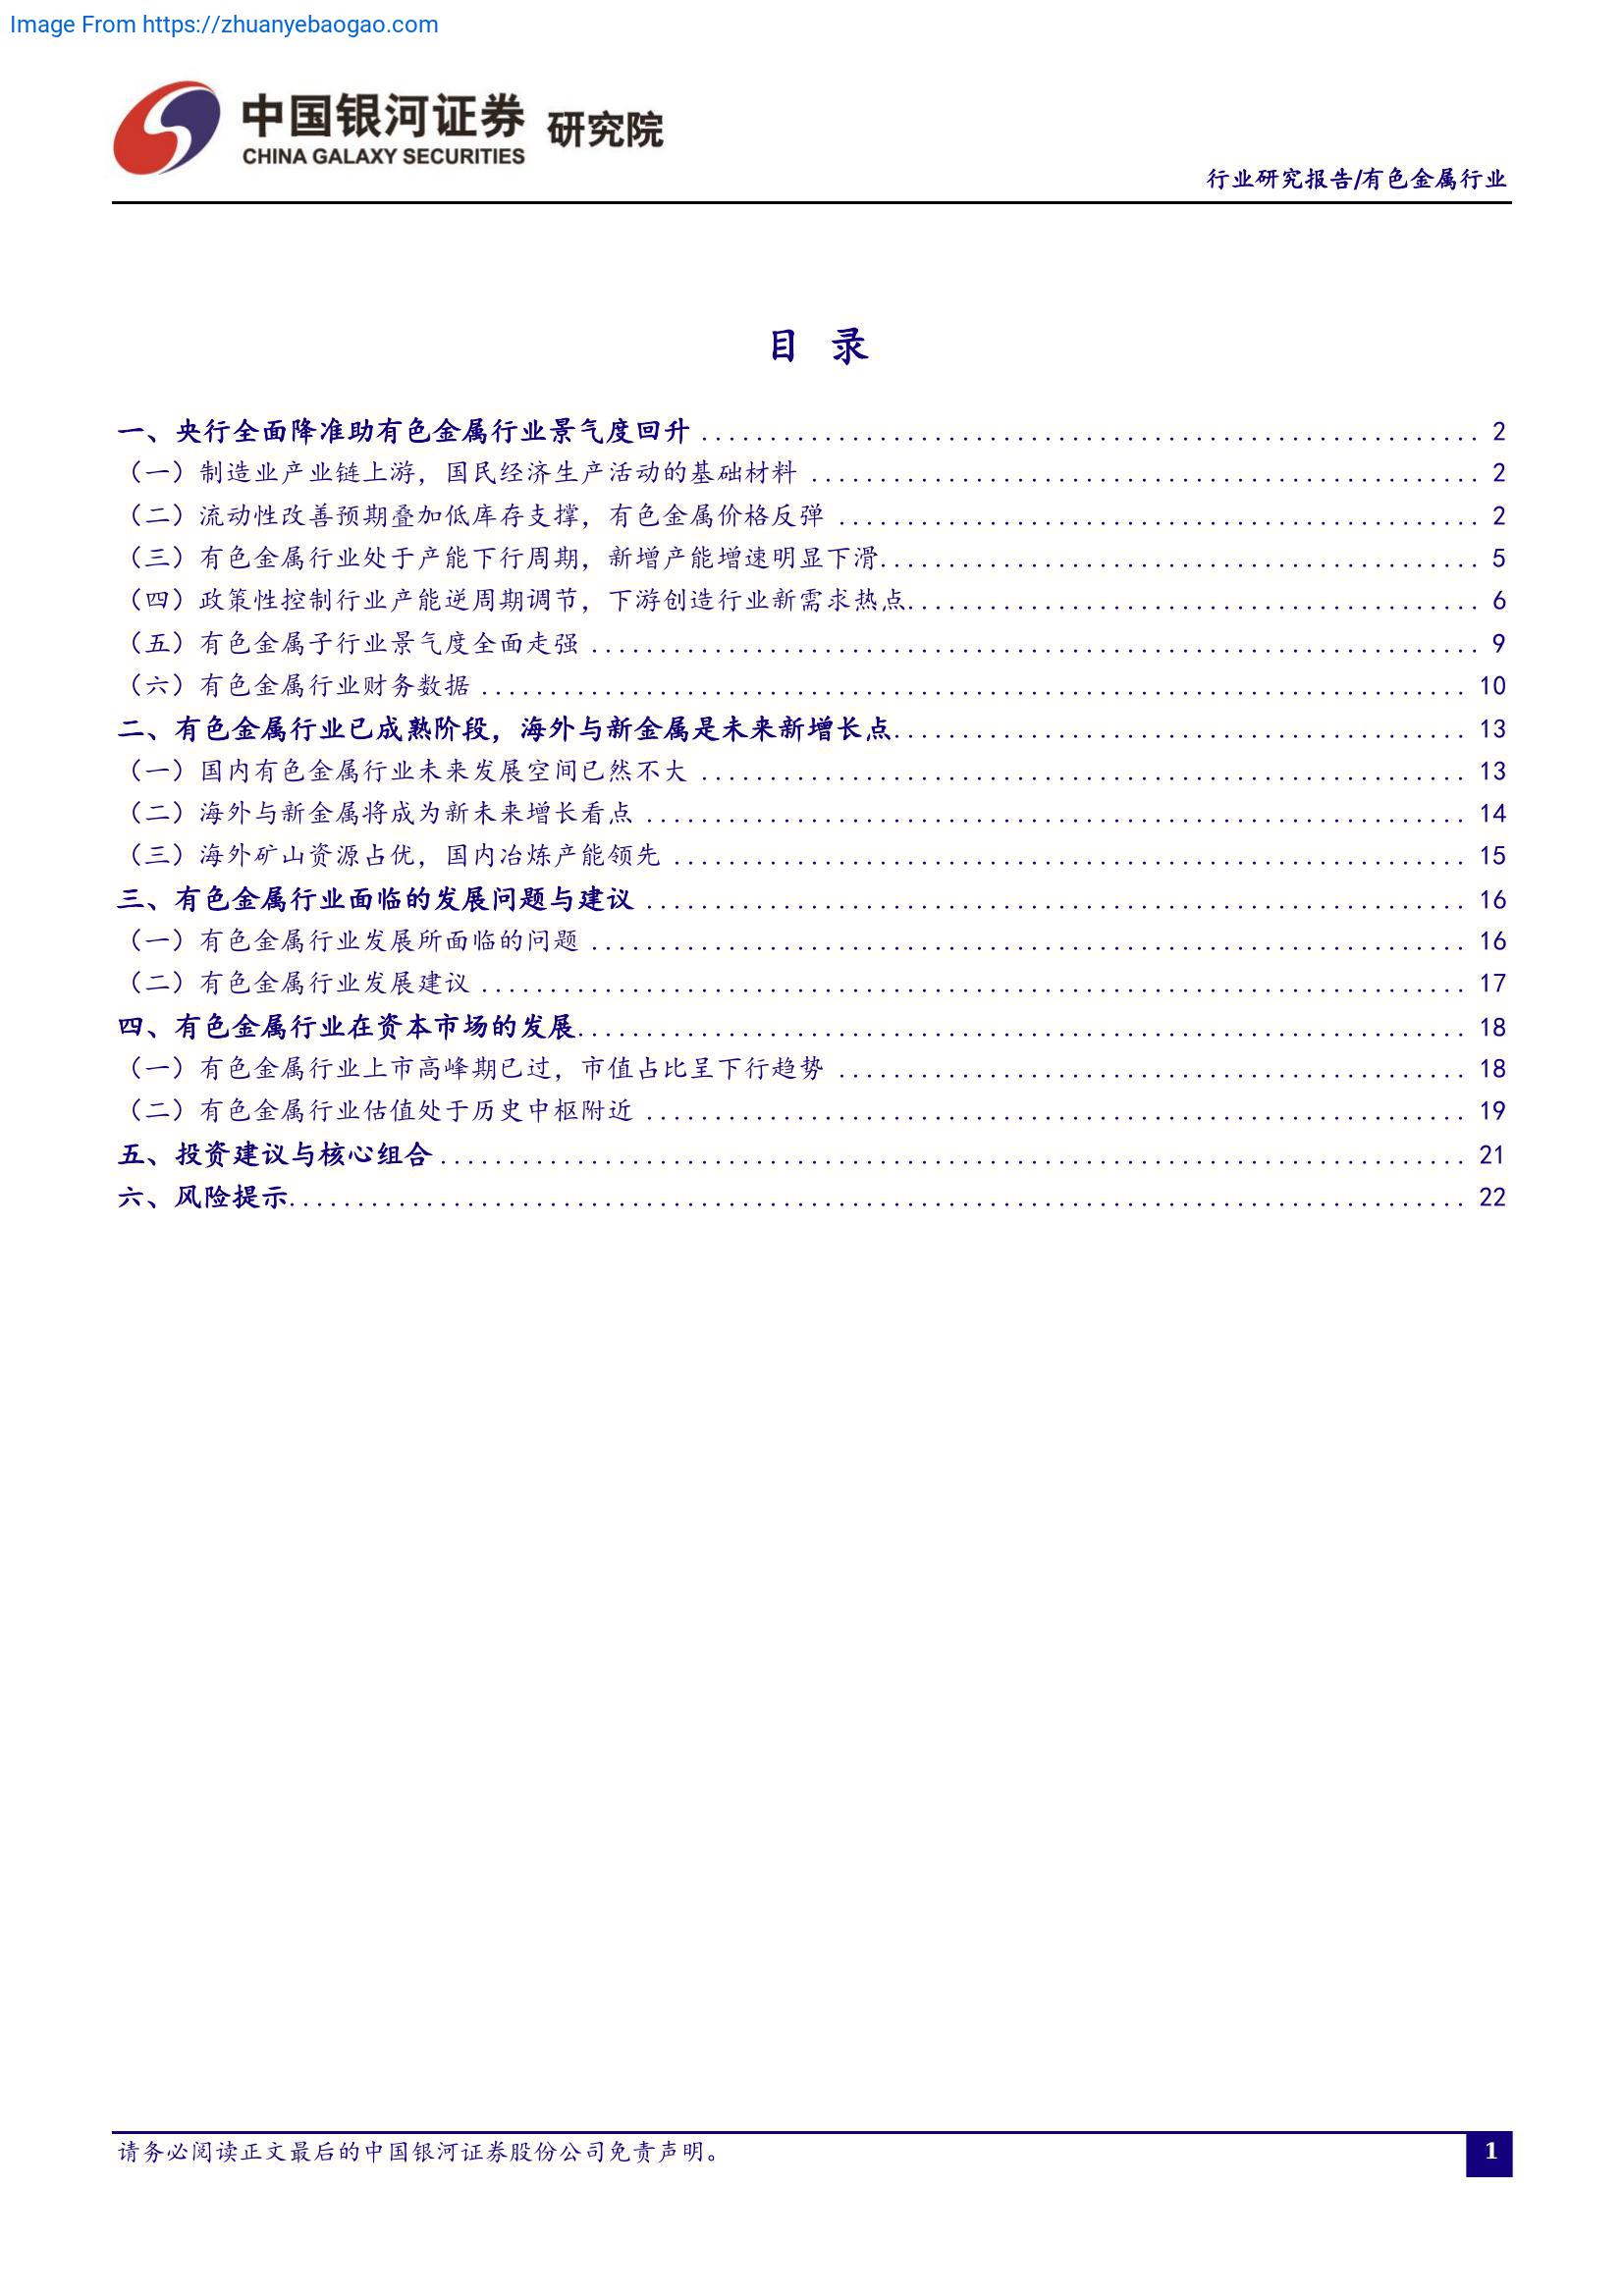 Image From https://zhuanyebaogao.com
中国银河证券 研究院
CHINA GALAXY SECURITIES
行业研究报告/有色金属行业
目 录
一、央行全面降准助有色金属行业景气度回升 2
（一）制造业产业链上游，国民经济生产活动的基础材料 2
（二）流动性改善预期叠加低库存支撑，有色金属价格反弹 2
（三）有色金属行业处于产能下行周期，新增产能增速明显下滑 5
（四）政策性控制行业产能逆周期调节，下游创造行业新需求热点 6
（五）有色金属子行业景气度全面走强 9
（六）有色金属行业财务数据 10
二、有色金属行业已成熟阶段，海外与新金属是未来新增长点 13
（一）国内有色金属行业未来发展空间已然不大 13
（二）海外与新金属将成为新未来增长看点 14
（三）海外矿山资源占优，国内冶炼产能领先 15
三、有色金属行业面临的发展问题与建议 16
（一）有色金属行业发展所面临的问题 16
（二）有色金属行业发展建议 17
四、有色金属行业在资本市场的发展 18
（一）有色金属行业上市高峰期已过，市值占比呈下行趋势 18
（二）有色金属行业估值处于历史中枢附近 19
五、投资建议与核心组合 21
六、风险提示 22
请务必阅读正文最后的中国银河证券股份公司免责声明。
1